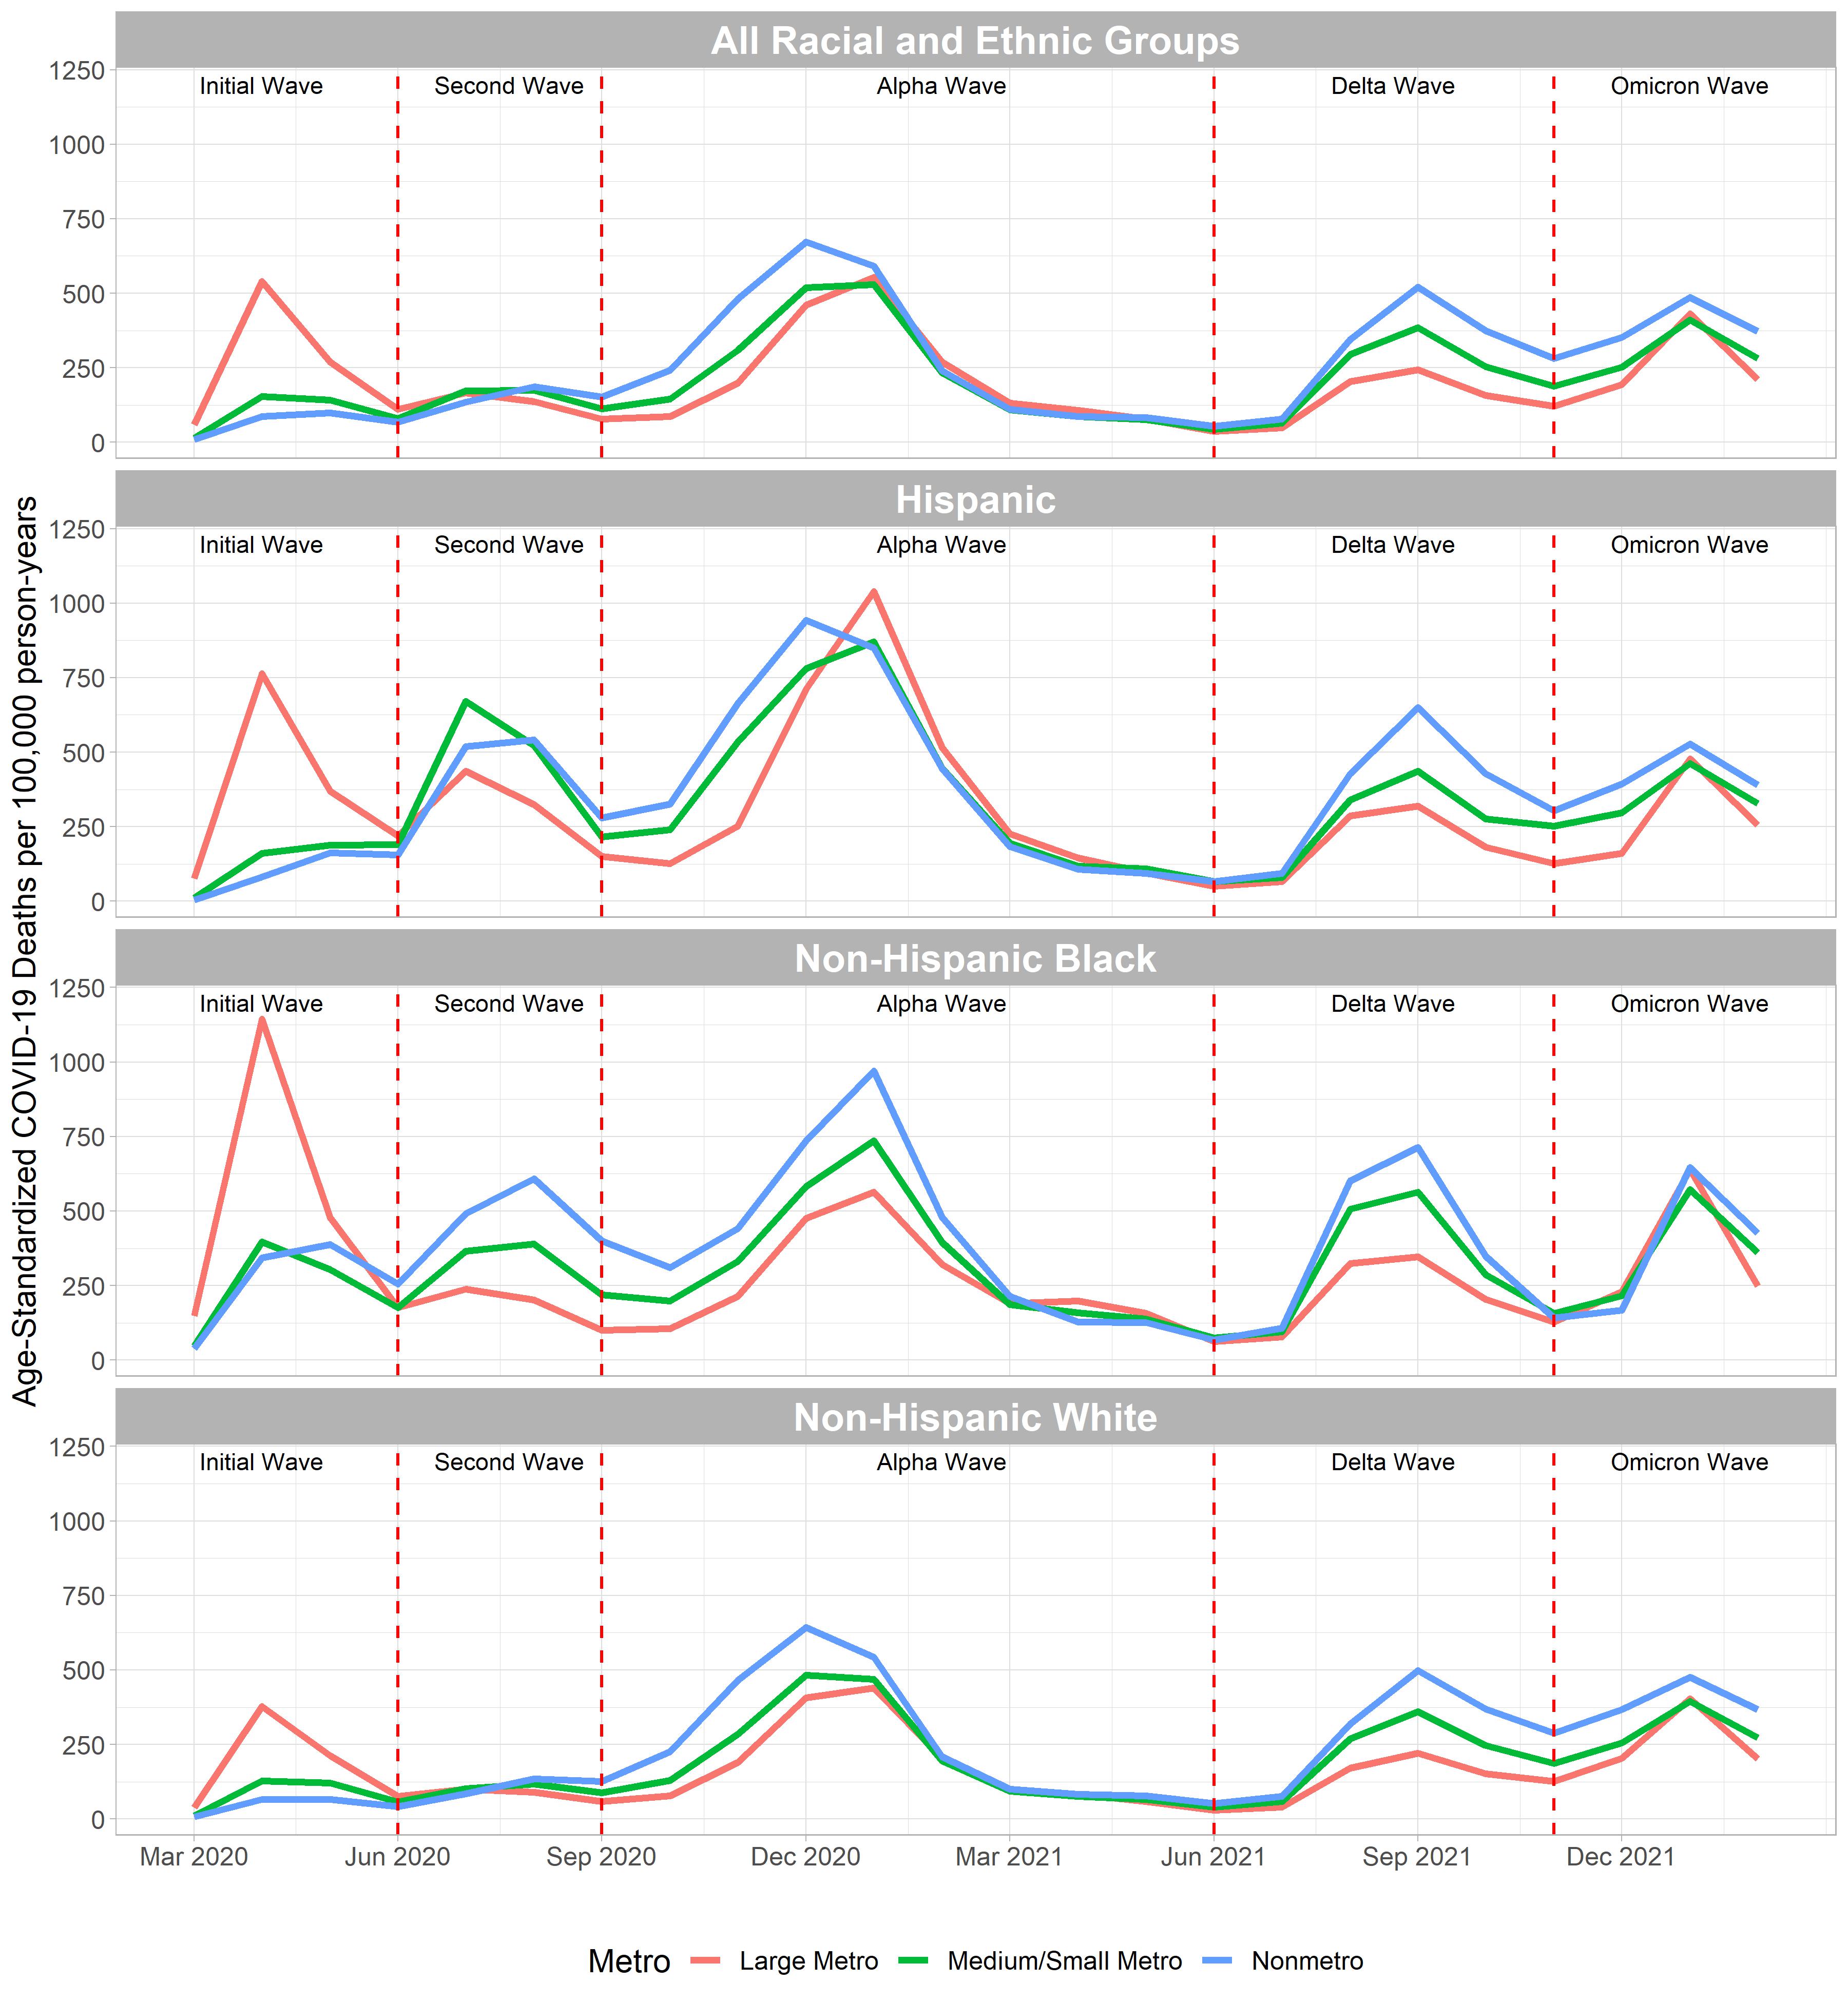 All Racial and Ethnic Groups
1250
Initial Wave Second Wave Alpha Wave Delta Wave Omicron Wave
1000
750
500
250
0
Age-Standardized COVID-19 Deaths per 100,000 person-years
Hispanic
1250
Initial Wave Second Wave Alpha Wave Delta Wave Omicron Wave
1000
750
500
250
0
Non-Hispanic Black
1250
Initial Wave Second Wave Alpha Wave Delta Wave Omicron Wave
1000
750
500
250
0
Non-Hispanic White
1250
Initial Wave Second Wave Alpha Wave Delta Wave Omicron Wave
1000
750
500
250
0
Mar 2020 Jun 2020 Sep 2020 Dec 2020 Mar 2021 Jun 2021 Sep 2021 Dec 2021
Metro Large Metro Medium/Small Metro Nonmetro